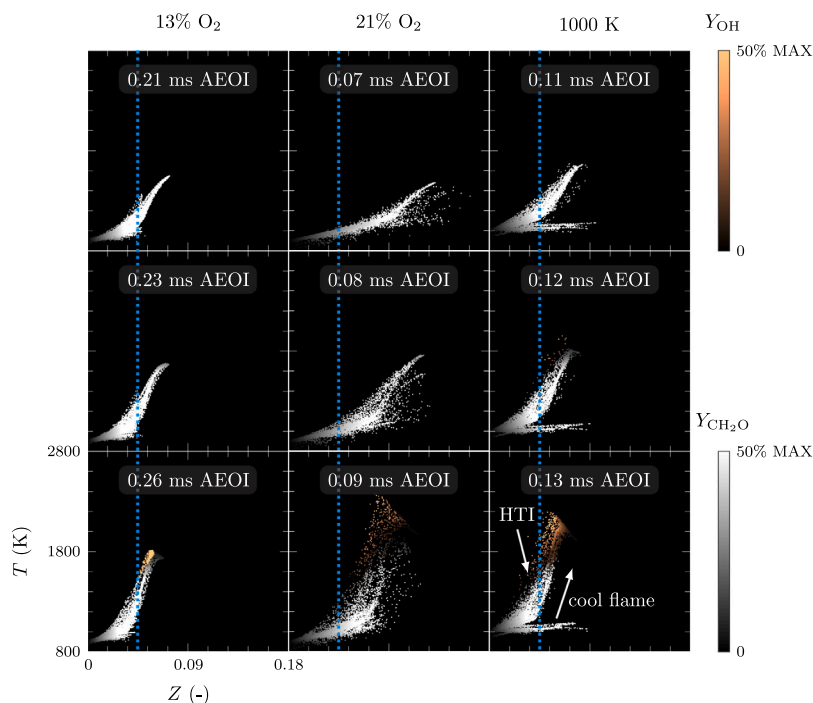 13% O₂ 21% O₂ 1000 K Y_OH
50% MAX
0.21 ms AEOI 0.07 ms AEOI 0.11 ms AEOI
0
0.23 ms AEOI 0.08 ms AEOI 0.12 ms AEOI
Y_CH₂O
2800 50% MAX
0.26 ms AEOI 0.09 ms AEOI 0.13 ms AEOI
HTI
1800
T (K)
cool flame
800 0
0 0.09 0.18
Z (-)